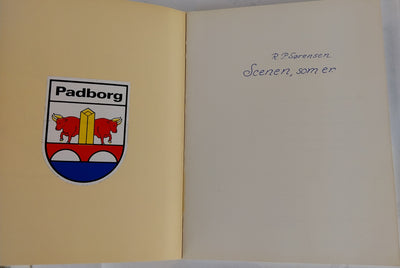 Padborg
R P Sørensen
Scenen, som er